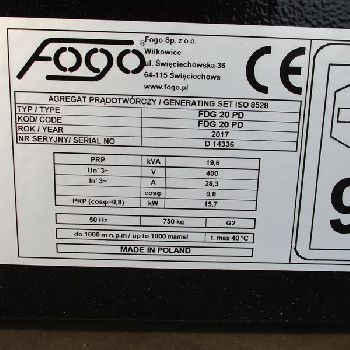 Fogo
Fogo Sp. z o.o.
Wilkowice
ul. Święciechowska 36
64-115 Święciechowa
www.fogo.pl
CE
AGREGAT PRĄDOTWÓRCZY / GENERATING SET ISO 8528
TYP / TYPE FDG 20 PD
KOD/ CODE FDG 20 PD
ROK / YEAR 2017
NR SERYJNY/ SERIAL NO D 14336
PRP kVA 19,6
Un 3~ V 400
In 3~ A 28,3
cosφ 0,8
PRP (cosφ=0,8) kW 15,7
50 Hz 750 kg G2
do 1000 m n.p.m / up to 1000 mamsl t. max 40°C
MADE IN POLAND
9